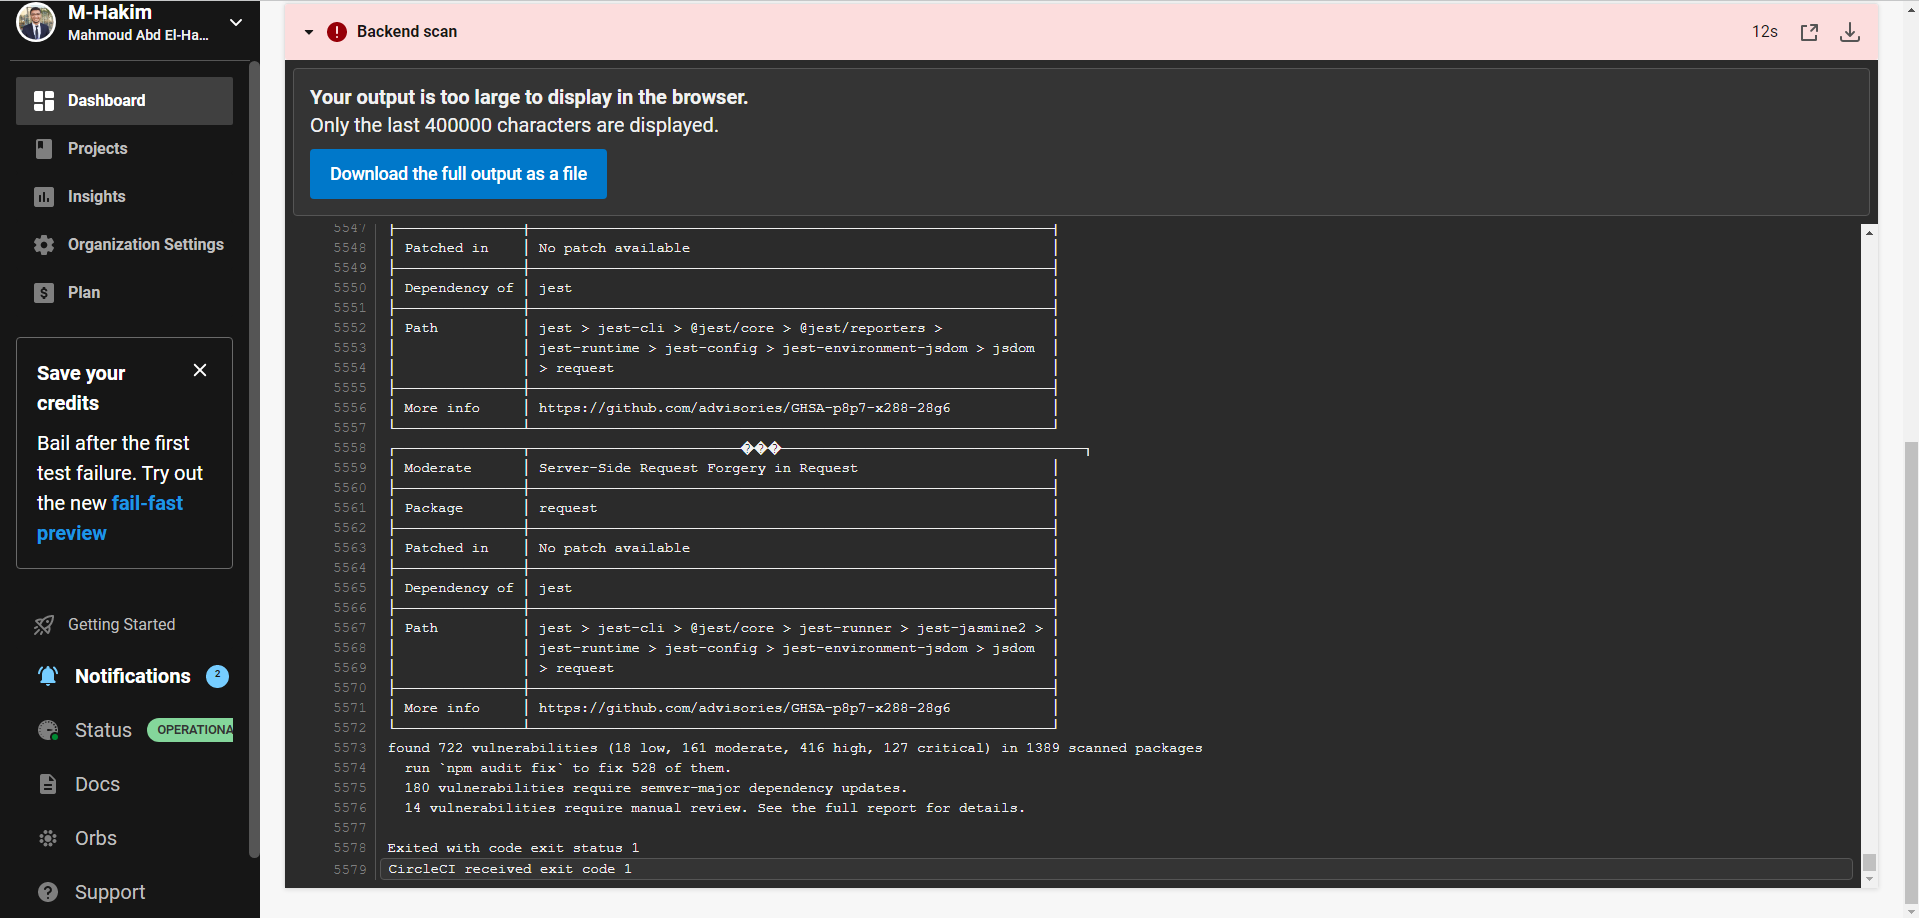 M-Hakim
Mahmoud Abd El-Ha...
Dashboard
Projects
Insights
Organization Settings
Plan
Save your
credits
Bail after the first
test failure. Try out
the new fail-fast
preview
Getting Started
Notifications 2
Status OPERATIONA
Docs
Orbs
Support
Backend scan 12s
Your output is too large to display in the browser.
Only the last 400000 characters are displayed.
Download the full output as a file
5547
5548 Patched in No patch available
5549
5550 Dependency of jest
5551
5552 Path jest > jest-cli > @jest/core > @jest/reporters >
5553 jest-runtime > jest-config > jest-environment-jsdom > jsdom
5554 > request
5555
5556 More info https://github.com/advisories/GHSA-p8p7-x288-28g6
5557
5558 ���
5559 Moderate Server-Side Request Forgery in Request
5560
5561 Package request
5562
5563 Patched in No patch available
5564
5565 Dependency of jest
5566
5567 Path jest > jest-cli > @jest/core > jest-runner > jest-jasmine2 >
5568 jest-runtime > jest-config > jest-environment-jsdom > jsdom
5569 > request
5570
5571 More info https://github.com/advisories/GHSA-p8p7-x288-28g6
5572
5573 found 722 vulnerabilities (18 low, 161 moderate, 416 high, 127 critical) in 1389 scanned packages
5574 run `npm audit fix` to fix 528 of them.
5575 180 vulnerabilities require semver-major dependency updates.
5576 14 vulnerabilities require manual review. See the full report for details.
5577
5578 Exited with code exit status 1
5579 CircleCI received exit code 1